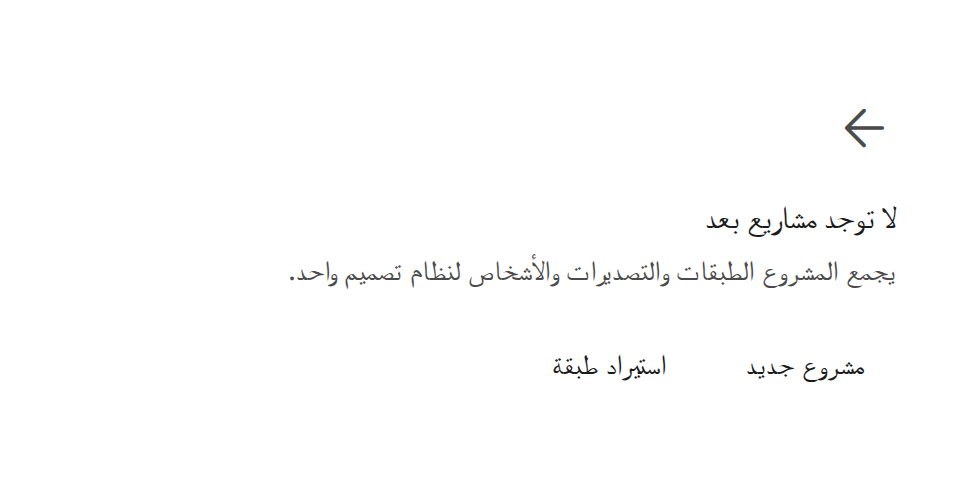 لا توجد مشاريع بعد
يجمع المشروع الطبقات والتصديرات والأشخاص لنظام تصميم واحد.
مشروع جديد
استيراد طبقة